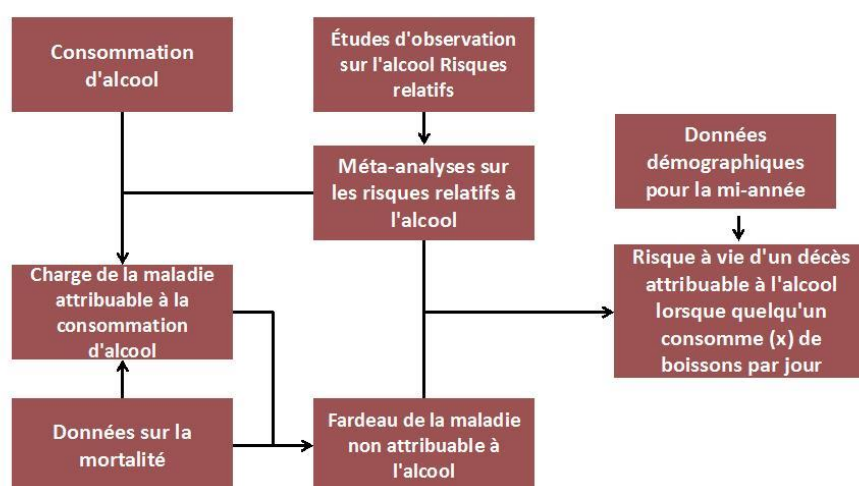 Consommation
d'alcool
Études d'observation
sur l'alcool Risques
relatifs
Données
démographiques
pour la mi-année
Méta-analyses sur
les risques relatifs à
l'alcool
Charge de la maladie
attribuable à la
consommation
d'alcool
Risque à vie d'un décès
attribuable à l'alcool
lorsque quelqu'un
consomme (x) de
boissons par jour
Données sur la
mortalité
Fardeau de la maladie
non attribuable à
l'alcool